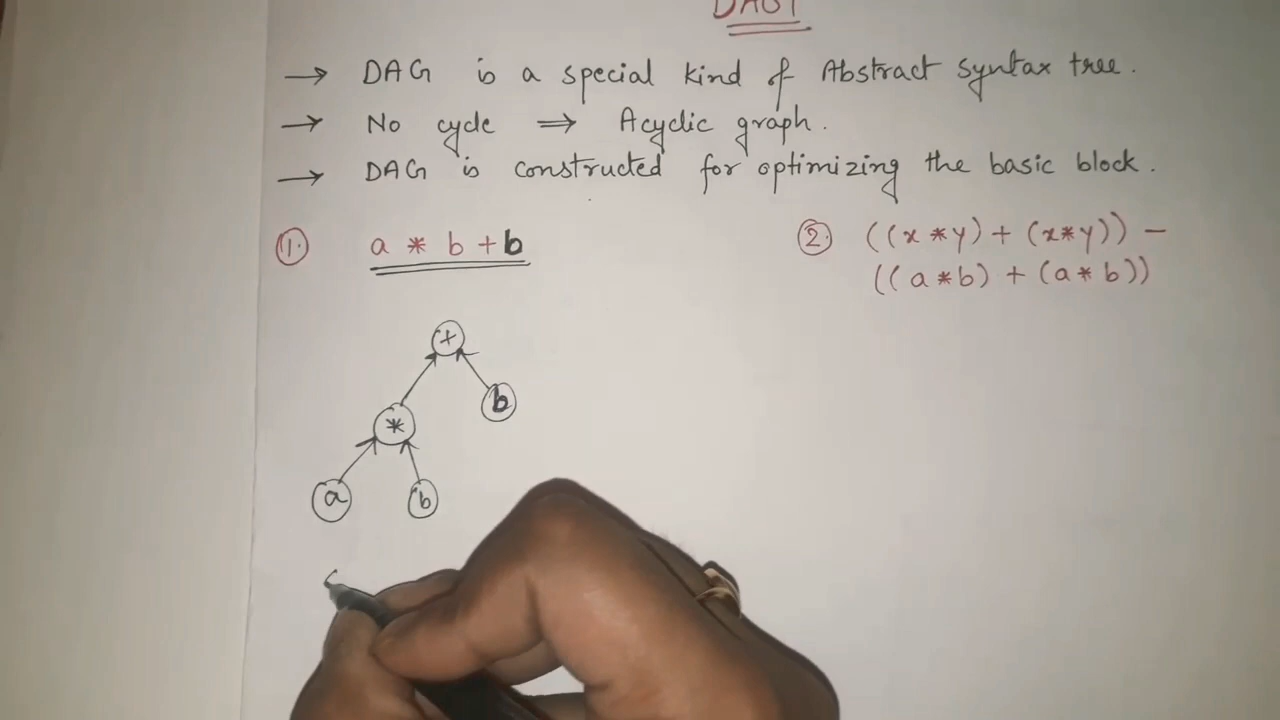 DAG
→ DAG is a special kind of Abstract syntax tree.
→ No cycle ⇒ Acyclic graph.
→ DAG is constructed for optimizing the basic block.
① a * b + b
② ((x * y) + (x * y)) -
((a * b) + (a * b))
+
* b
a b